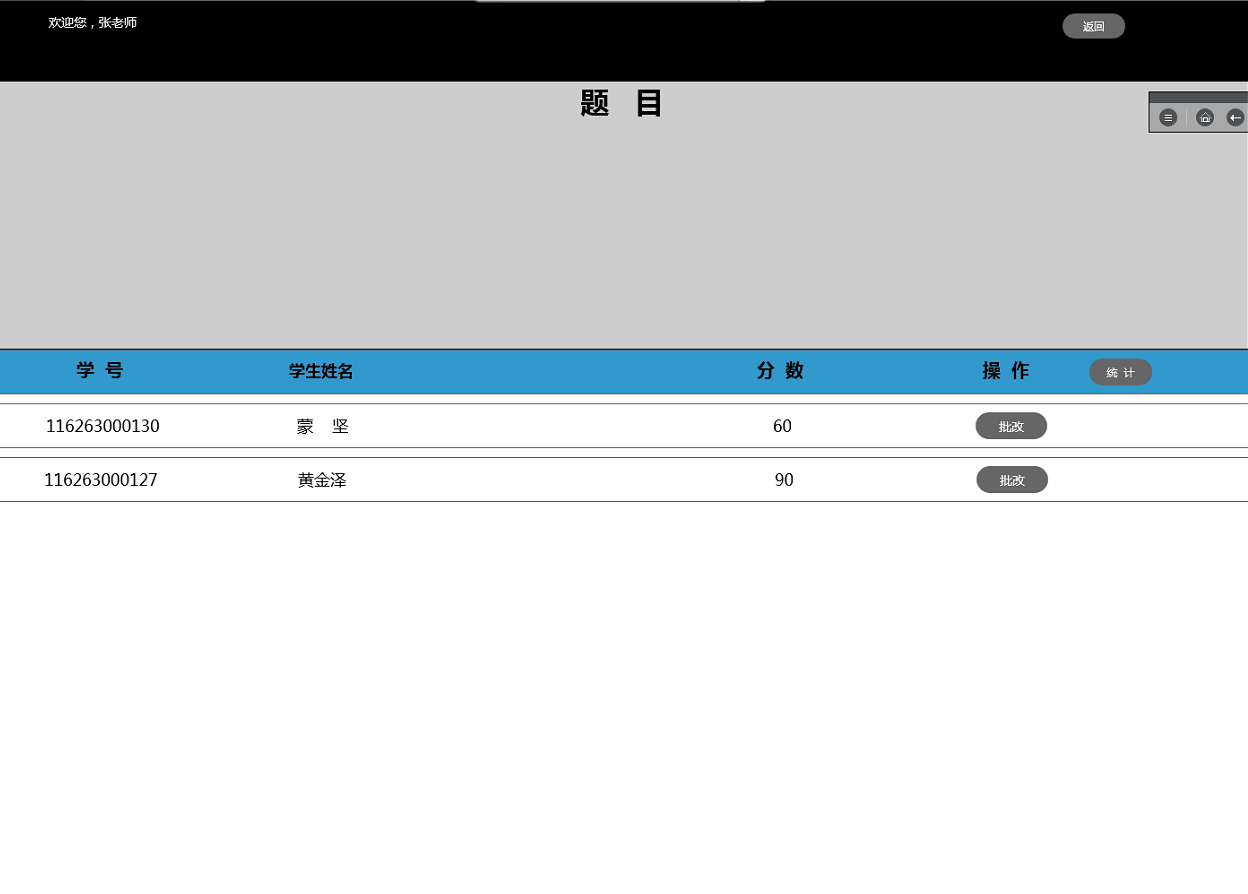 欢迎您，张老师 返回
题 目
学 号 学生姓名 分 数 操 作 统 计
116263000130 蒙 坚 60 批改
116263000127 黄金泽 90 批改